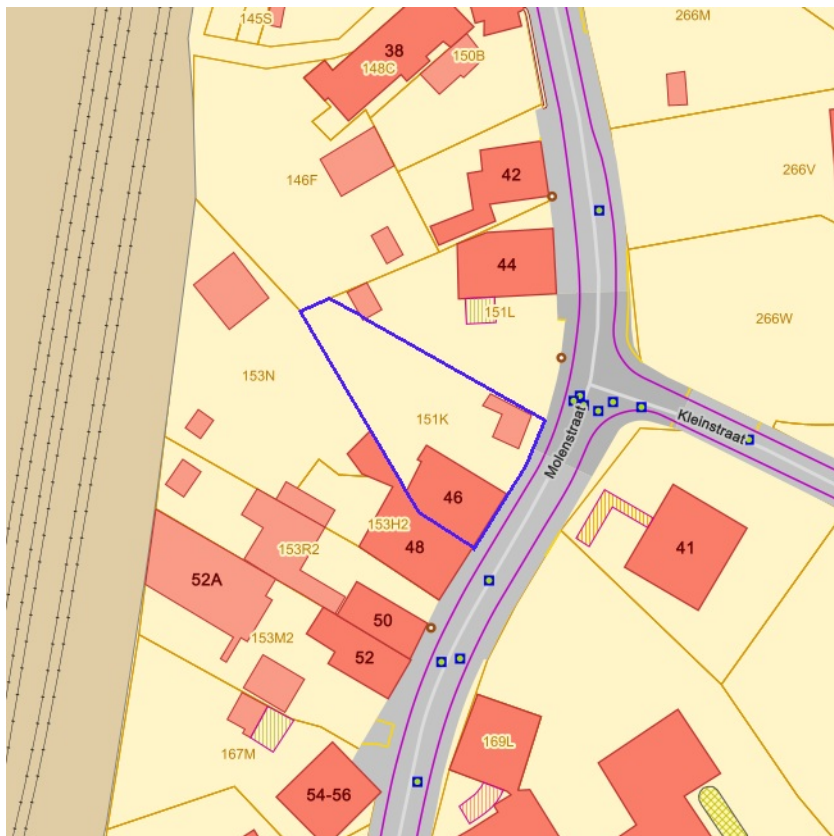 145S
266M
38
148C
150B
146F
42
266V
44
151L
266W
153N
151K
Molenstraat
Kleinstraat
46
153H2
48
153R2
41
52A
50
153M2
52
167M
169L
54-56